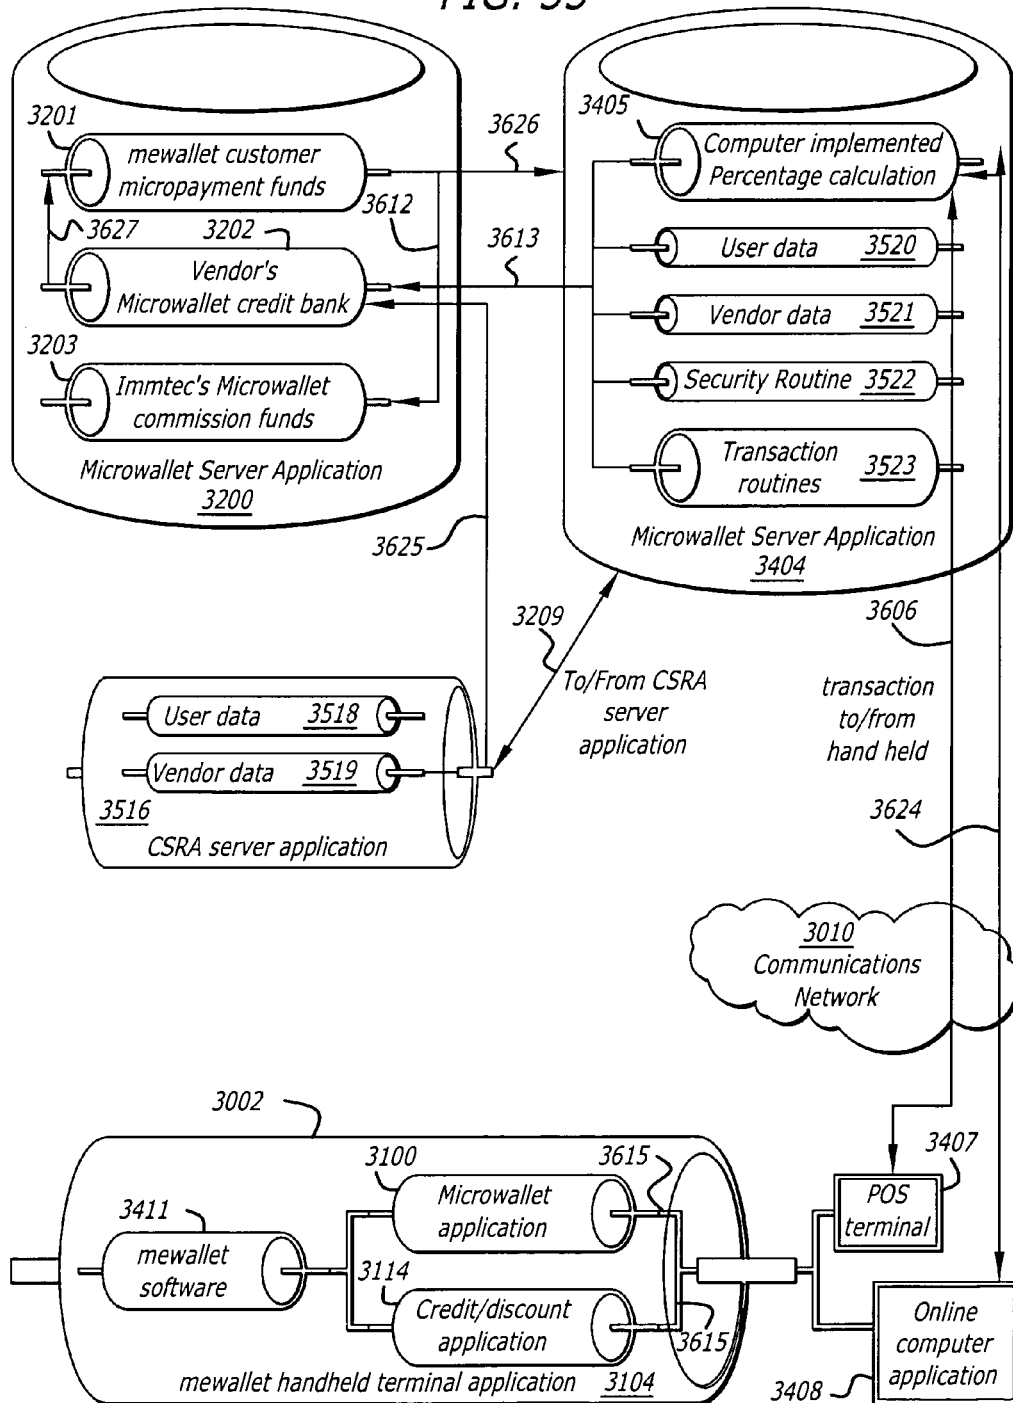 FIG. 35
3201
mewallet customer
micropayment funds
3626
3612
3627
3202
Vendor's
Microwallet credit bank
3613
3203
Immtec's Microwallet
commission funds
Microwallet Server Application
3200
3625
3405
Computer implemented
Percentage calculation
User data 3520
Vendor data 3521
Security Routine 3522
Transaction
routines
3523
Microwallet Server Application
3404
3209
To/From CSRA
server
application
3606
transaction
to/from
hand held
3624
User data 3518
Vendor data 3519
3516
CSRA server application
3010
Communications
Network
3002
3100
3615
Microwallet
application
3411
mewallet
software
3114
Credit/discount
application
3615
mewallet handheld terminal application 3104
3407
POS
terminal
Online
computer
application
3408